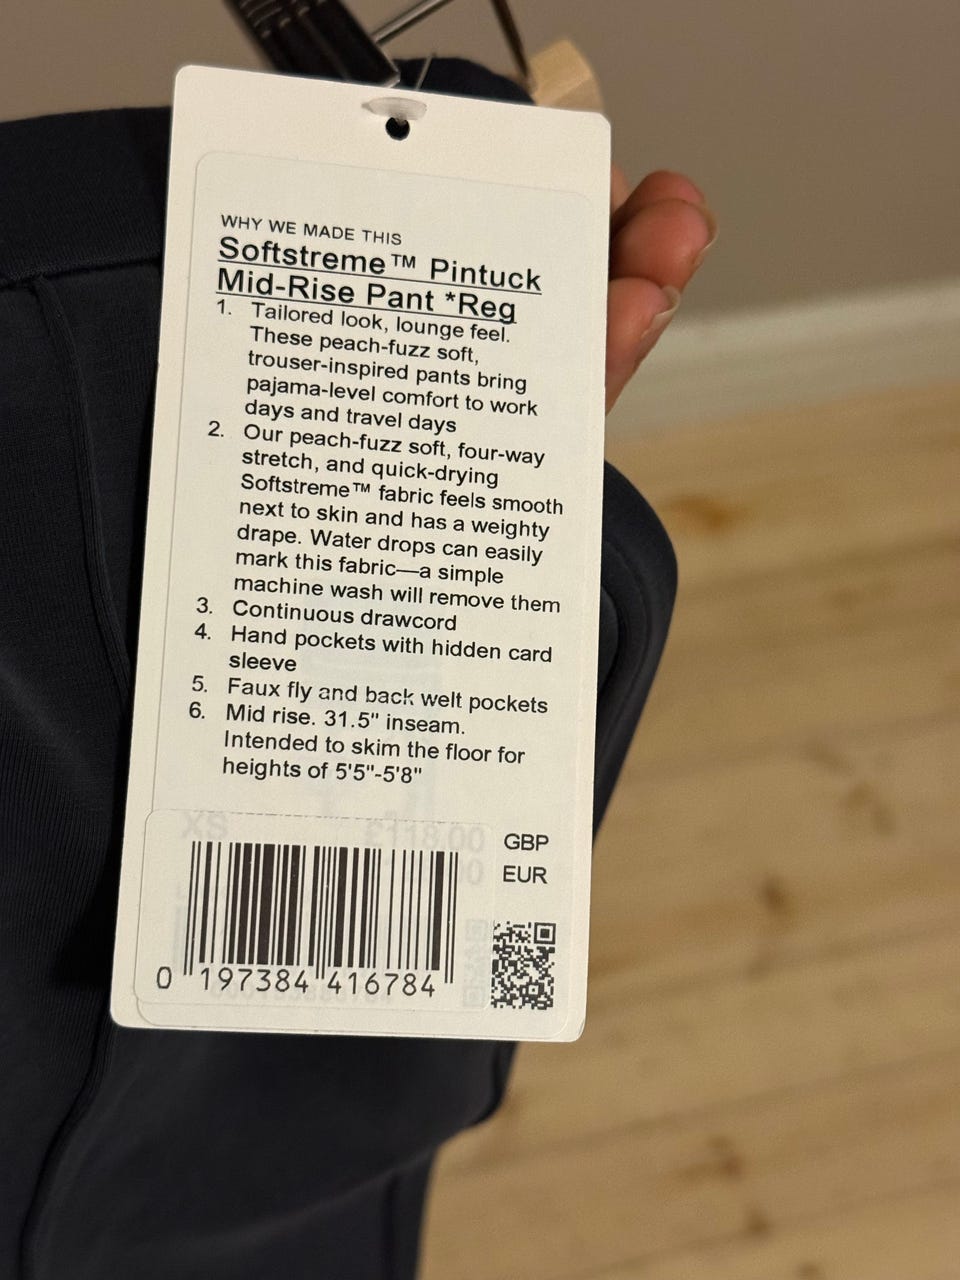 WHY WE MADE THIS
Softstreme™ Pintuck
Mid-Rise Pant *Reg
1. Tailored look, lounge feel.
These peach-fuzz soft,
trouser-inspired pants bring
pajama-level comfort to work
days and travel days
2. Our peach-fuzz soft, four-way
stretch, and quick-drying
Softstreme™ fabric feels smooth
next to skin and has a weighty
drape. Water drops can easily
mark this fabric—a simple
machine wash will remove them
3. Continuous drawcord
4. Hand pockets with hidden card
sleeve
5. Faux fly and back welt pockets
6. Mid rise. 31.5" inseam.
Intended to skim the floor for
heights of 5'5"-5'8"
XS £118.00 GBP
EUR
0 197384 416784